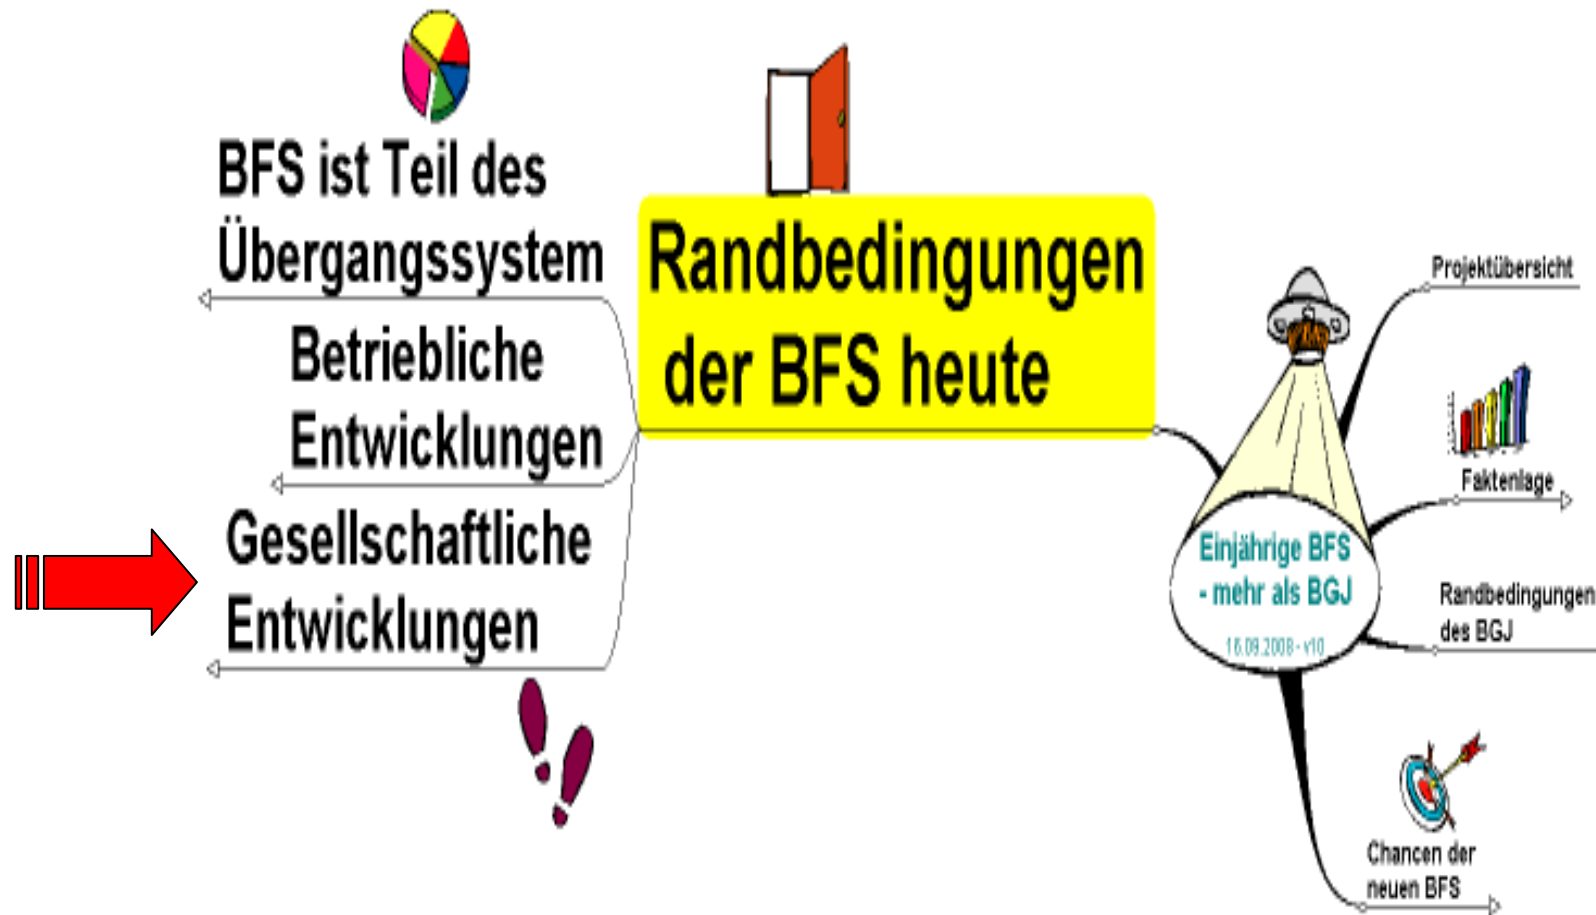 BFS ist Teil des
Übergangssystem
Betriebliche
Entwicklungen
Gesellschaftliche
Entwicklungen
Randbedingungen
der BFS heute
Einjährige BFS
- mehr als BGJ
16.09.2008 - v10
Projektübersicht
Faktenlage
Randbedingungen
des BGJ
Chancen der
neuen BFS